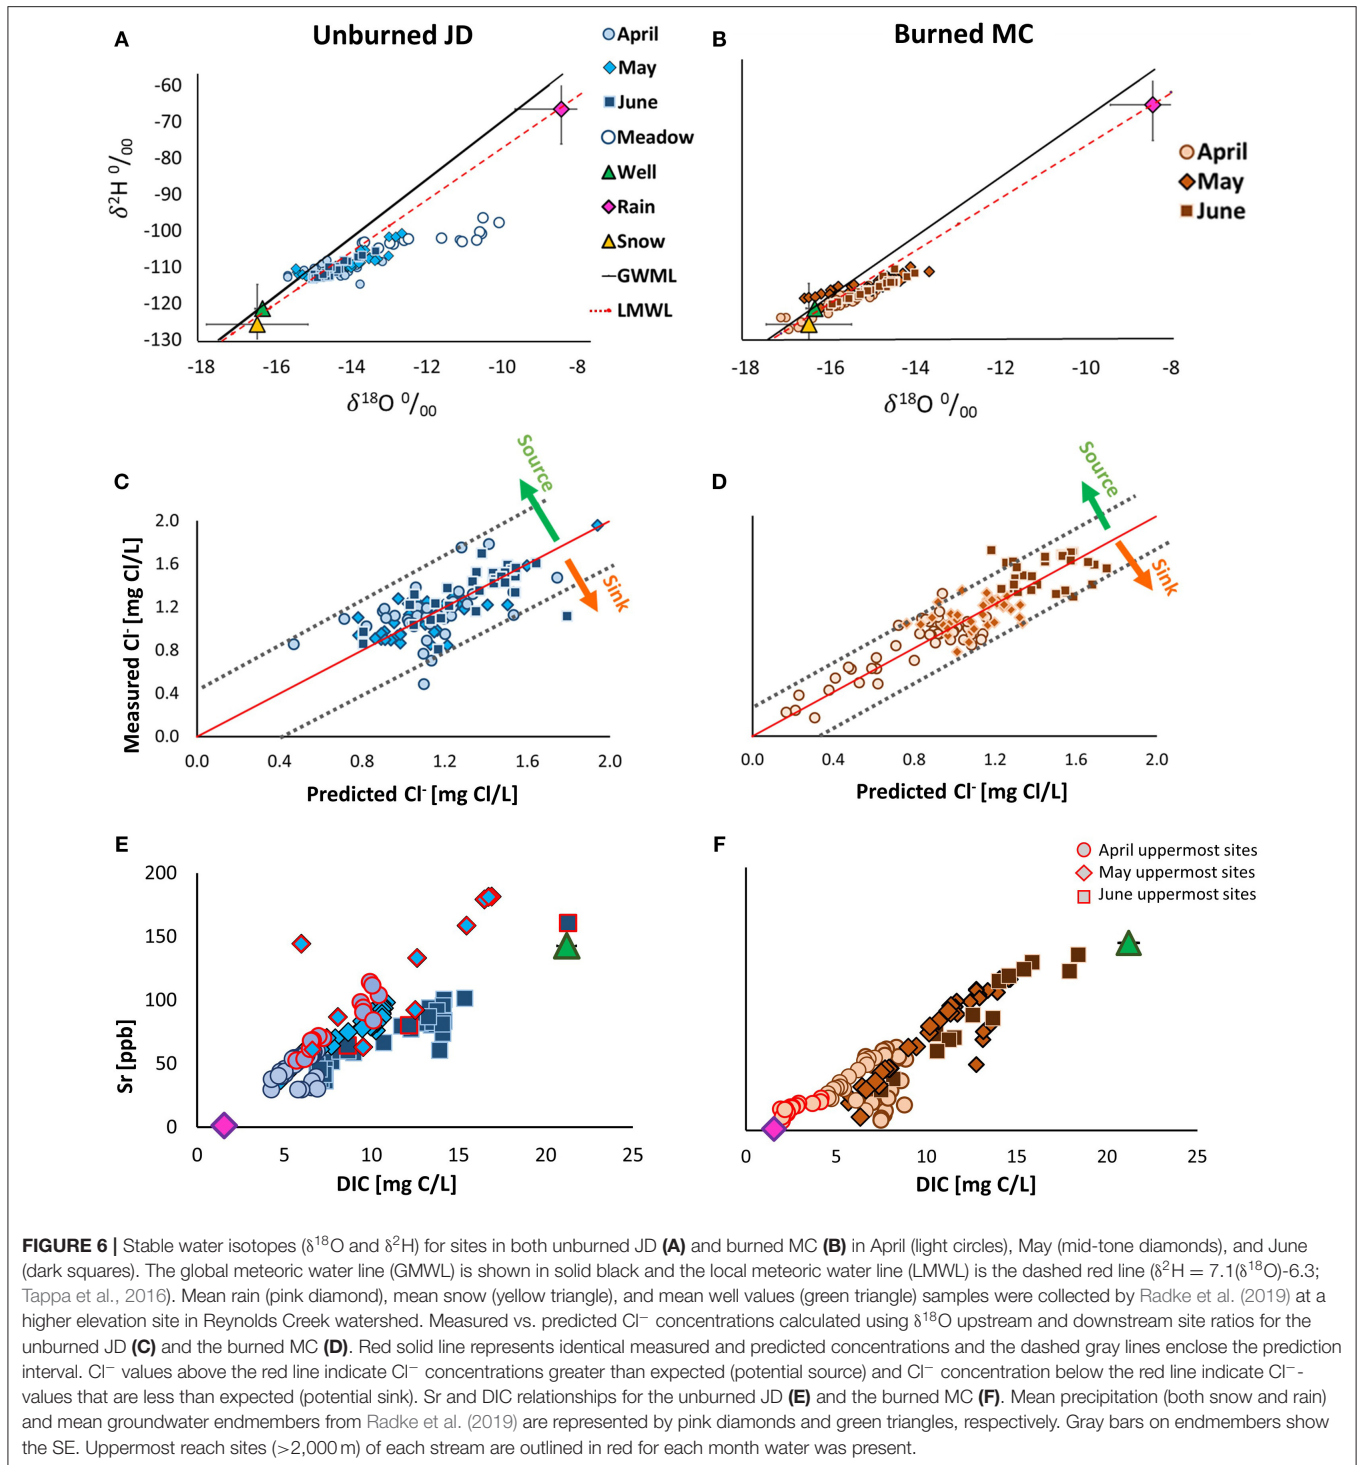 A
Unburned JD
B
Burned MC
April
May
June
Meadow
Well
Rain
Snow
GWML
LMWL
April
May
June
δ²H ⁰/₀₀
-60
-70
-80
-90
-100
-110
-120
-130
-18 -16 -14 -12 -10 -8
δ¹⁸O ⁰/₀₀
-18 -16 -14 -12 -10 -8
δ¹⁸O ⁰/₀₀
C
Source
Sink
D
Source
Sink
Measured Cl⁻ [mg Cl/L]
2.0
1.6
1.2
0.8
0.4
0.0
0.0 0.4 0.8 1.2 1.6 2.0
Predicted Cl⁻ [mg Cl/L]
0.0 0.4 0.8 1.2 1.6 2.0
Predicted Cl⁻ [mg Cl/L]
E
F
April uppermost sites
May uppermost sites
June uppermost sites
Sr [ppb]
200
150
100
50
0
0 5 10 15 20 25
DIC [mg C/L]
0 5 10 15 20 25
DIC [mg C/L]
FIGURE 6 | Stable water isotopes (δ¹⁸O and δ²H) for sites in both unburned JD (A) and burned MC (B) in April (light circles), May (mid-tone diamonds), and June
(dark squares). The global meteoric water line (GMWL) is shown in solid black and the local meteoric water line (LMWL) is the dashed red line (δ²H = 7.1(δ¹⁸O)-6.3;
Tappa et al., 2016). Mean rain (pink diamond), mean snow (yellow triangle), and mean well values (green triangle) samples were collected by Radke et al. (2019) at a
higher elevation site in Reynolds Creek watershed. Measured vs. predicted Cl⁻ concentrations calculated using δ¹⁸O upstream and downstream site ratios for the
unburned JD (C) and the burned MC (D). Red solid line represents identical measured and predicted concentrations and the dashed gray lines enclose the prediction
interval. Cl⁻ values above the red line indicate Cl⁻ concentrations greater than expected (potential source) and Cl⁻ concentration below the red line indicate Cl⁻-
values that are less than expected (potential sink). Sr and DIC relationships for the unburned JD (E) and the burned MC (F). Mean precipitation (both snow and rain)
and mean groundwater endmembers from Radke et al. (2019) are represented by pink diamonds and green triangles, respectively. Gray bars on endmembers show
the SE. Uppermost reach sites (>2,000 m) of each stream are outlined in red for each month water was present.